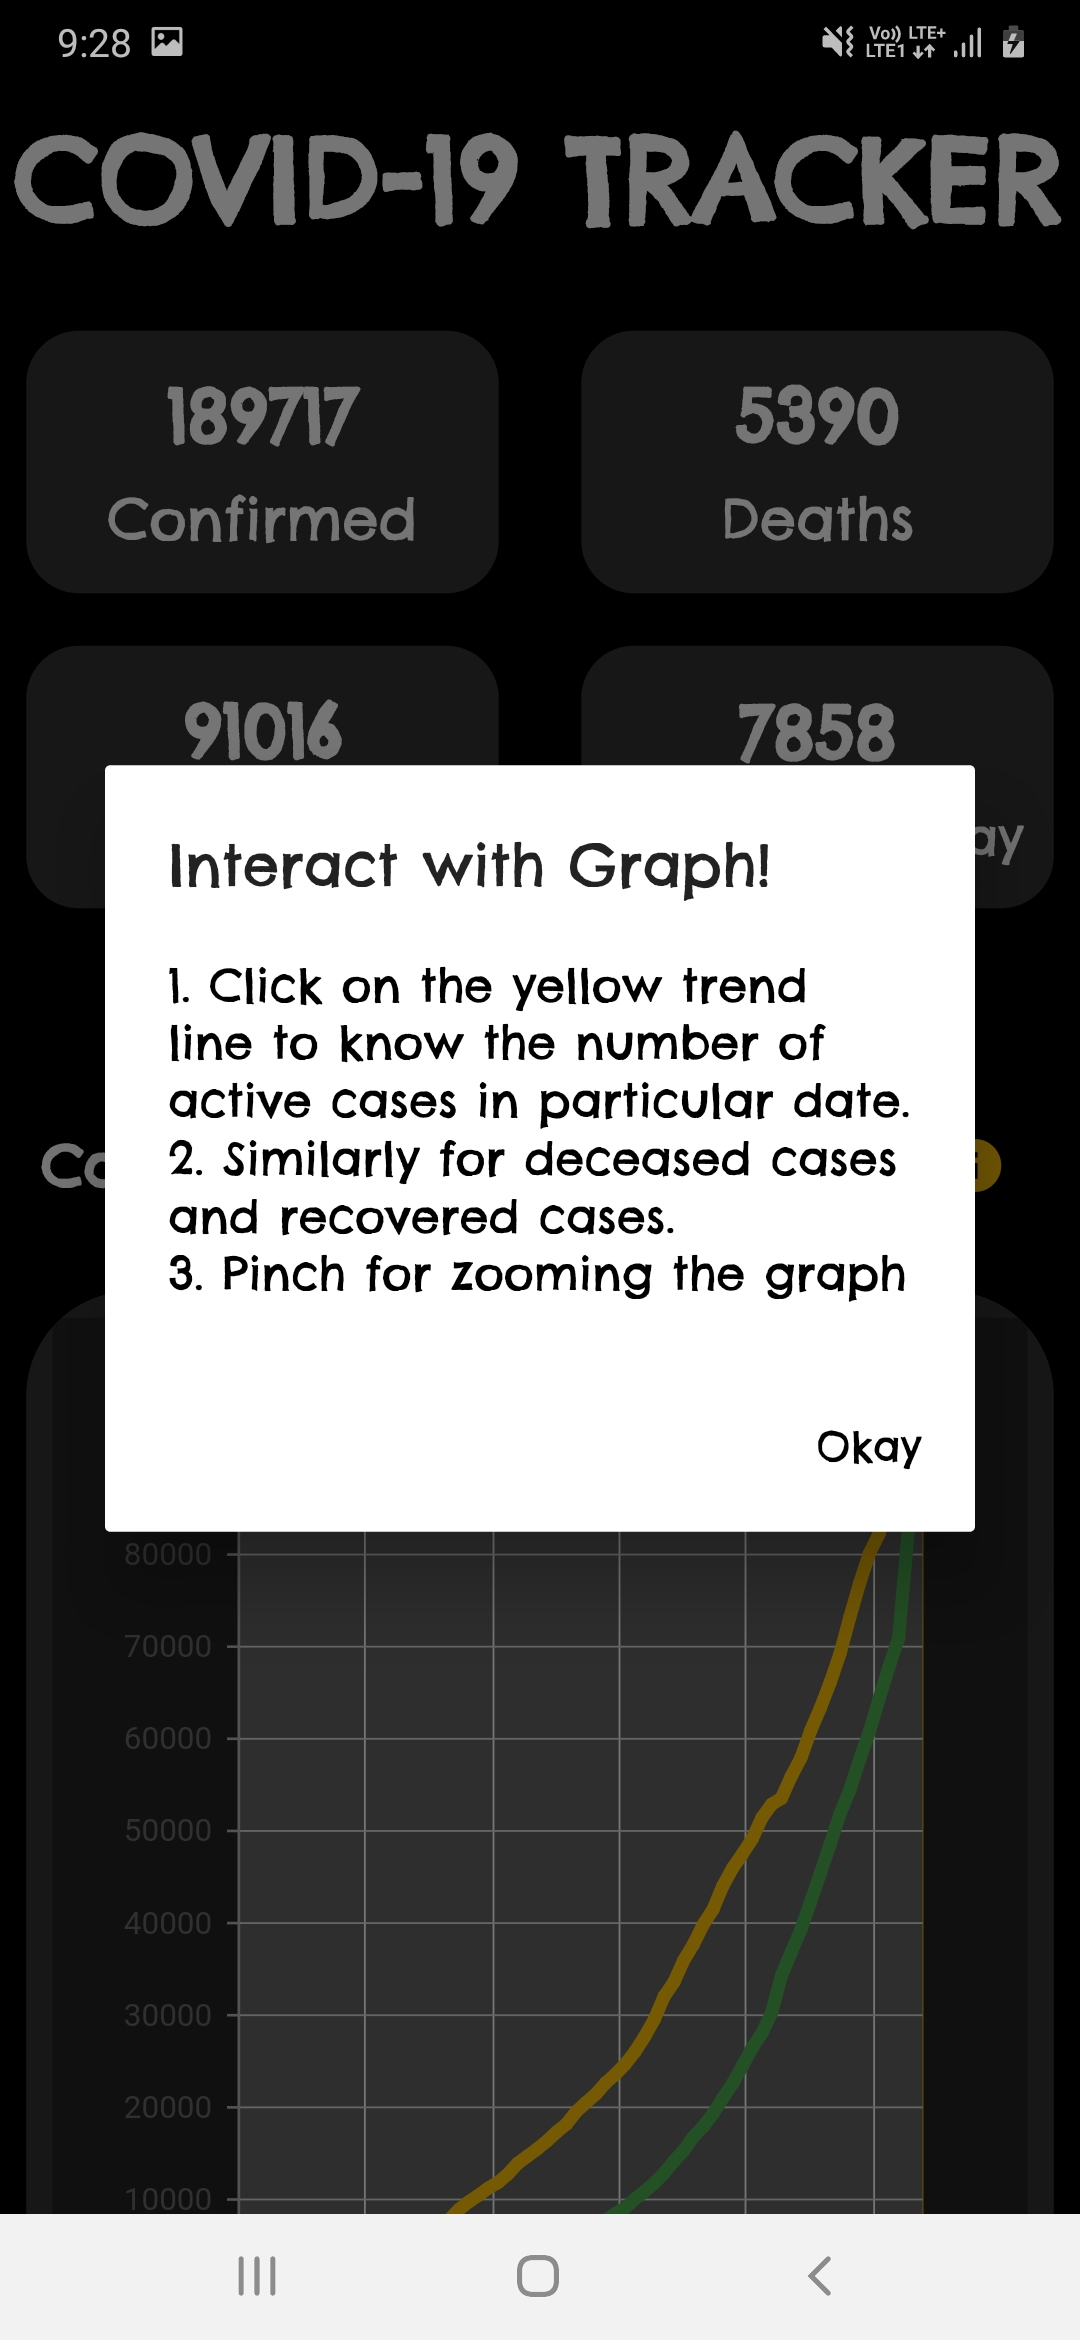 9:28
Vo)) LTE+
LTE1
COVID-19 TRACKER
189717
5390
Confirmed
Deaths
91016
7858
Interact with Graph!
1. Click on the yellow trend
line to know the number of
active cases in particular date.
2. Similarly for deceased cases
and recovered cases.
3. Pinch for zooming the graph
Okay
80000
70000
60000
50000
40000
30000
20000
10000